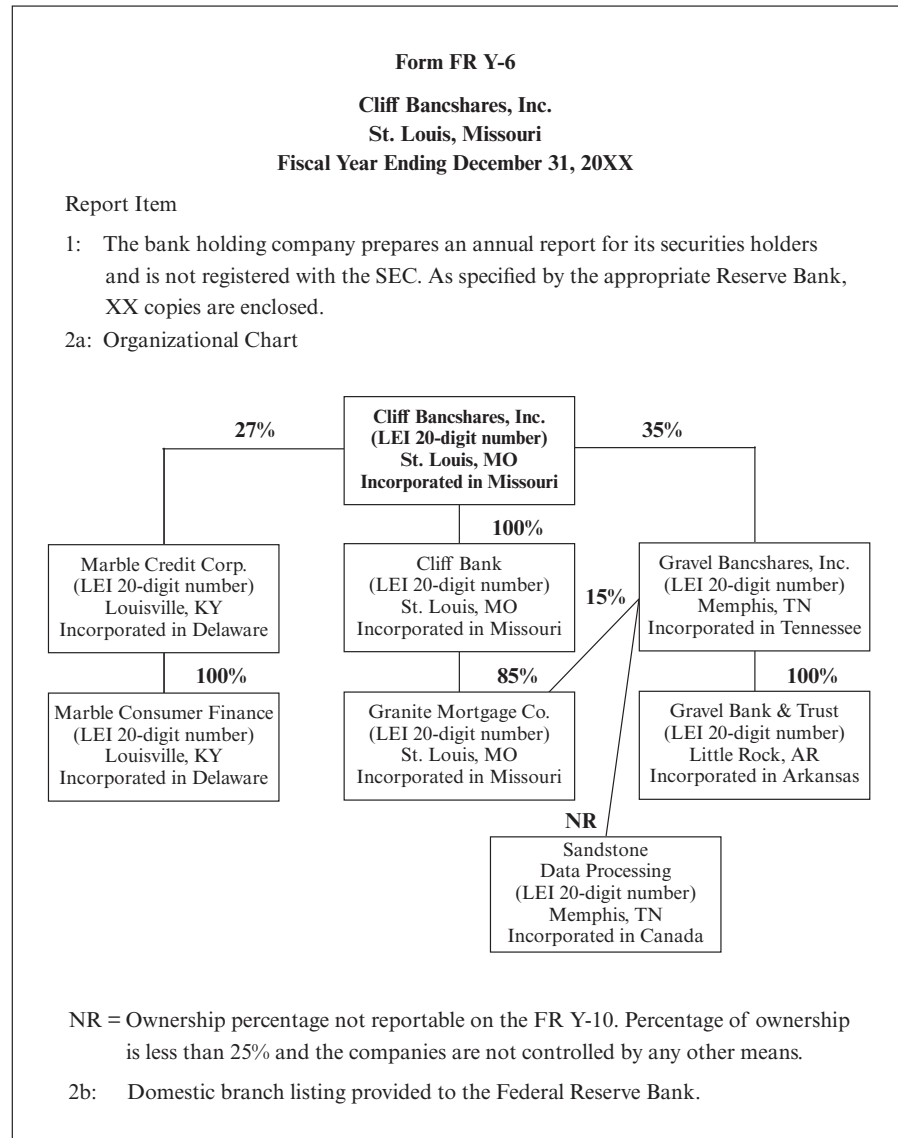 Form FR Y-6
Cliff Bancshares, Inc.
St. Louis, Missouri
Fiscal Year Ending December 31, 20XX
Report Item
1: The bank holding company prepares an annual report for its securities holders
and is not registered with the SEC. As specified by the appropriate Reserve Bank,
XX copies are enclosed.
2a: Organizational Chart
Cliff Bancshares, Inc.
(LEI 20-digit number)
St. Louis, MO
Incorporated in Missouri
27%
35%
100%
Marble Credit Corp.
(LEI 20-digit number)
Louisville, KY
Incorporated in Delaware
Cliff Bank
(LEI 20-digit number)
St. Louis, MO
Incorporated in Missouri
15%
Gravel Bancshares, Inc.
(LEI 20-digit number)
Memphis, TN
Incorporated in Tennessee
100%
85%
100%
Marble Consumer Finance
(LEI 20-digit number)
Louisville, KY
Incorporated in Delaware
Granite Mortgage Co.
(LEI 20-digit number)
St. Louis, MO
Incorporated in Missouri
Gravel Bank & Trust
(LEI 20-digit number)
Little Rock, AR
Incorporated in Arkansas
NR
Sandstone
Data Processing
(LEI 20-digit number)
Memphis, TN
Incorporated in Canada
NR = Ownership percentage not reportable on the FR Y-10. Percentage of ownership
is less than 25% and the companies are not controlled by any other means.
2b: Domestic branch listing provided to the Federal Reserve Bank.